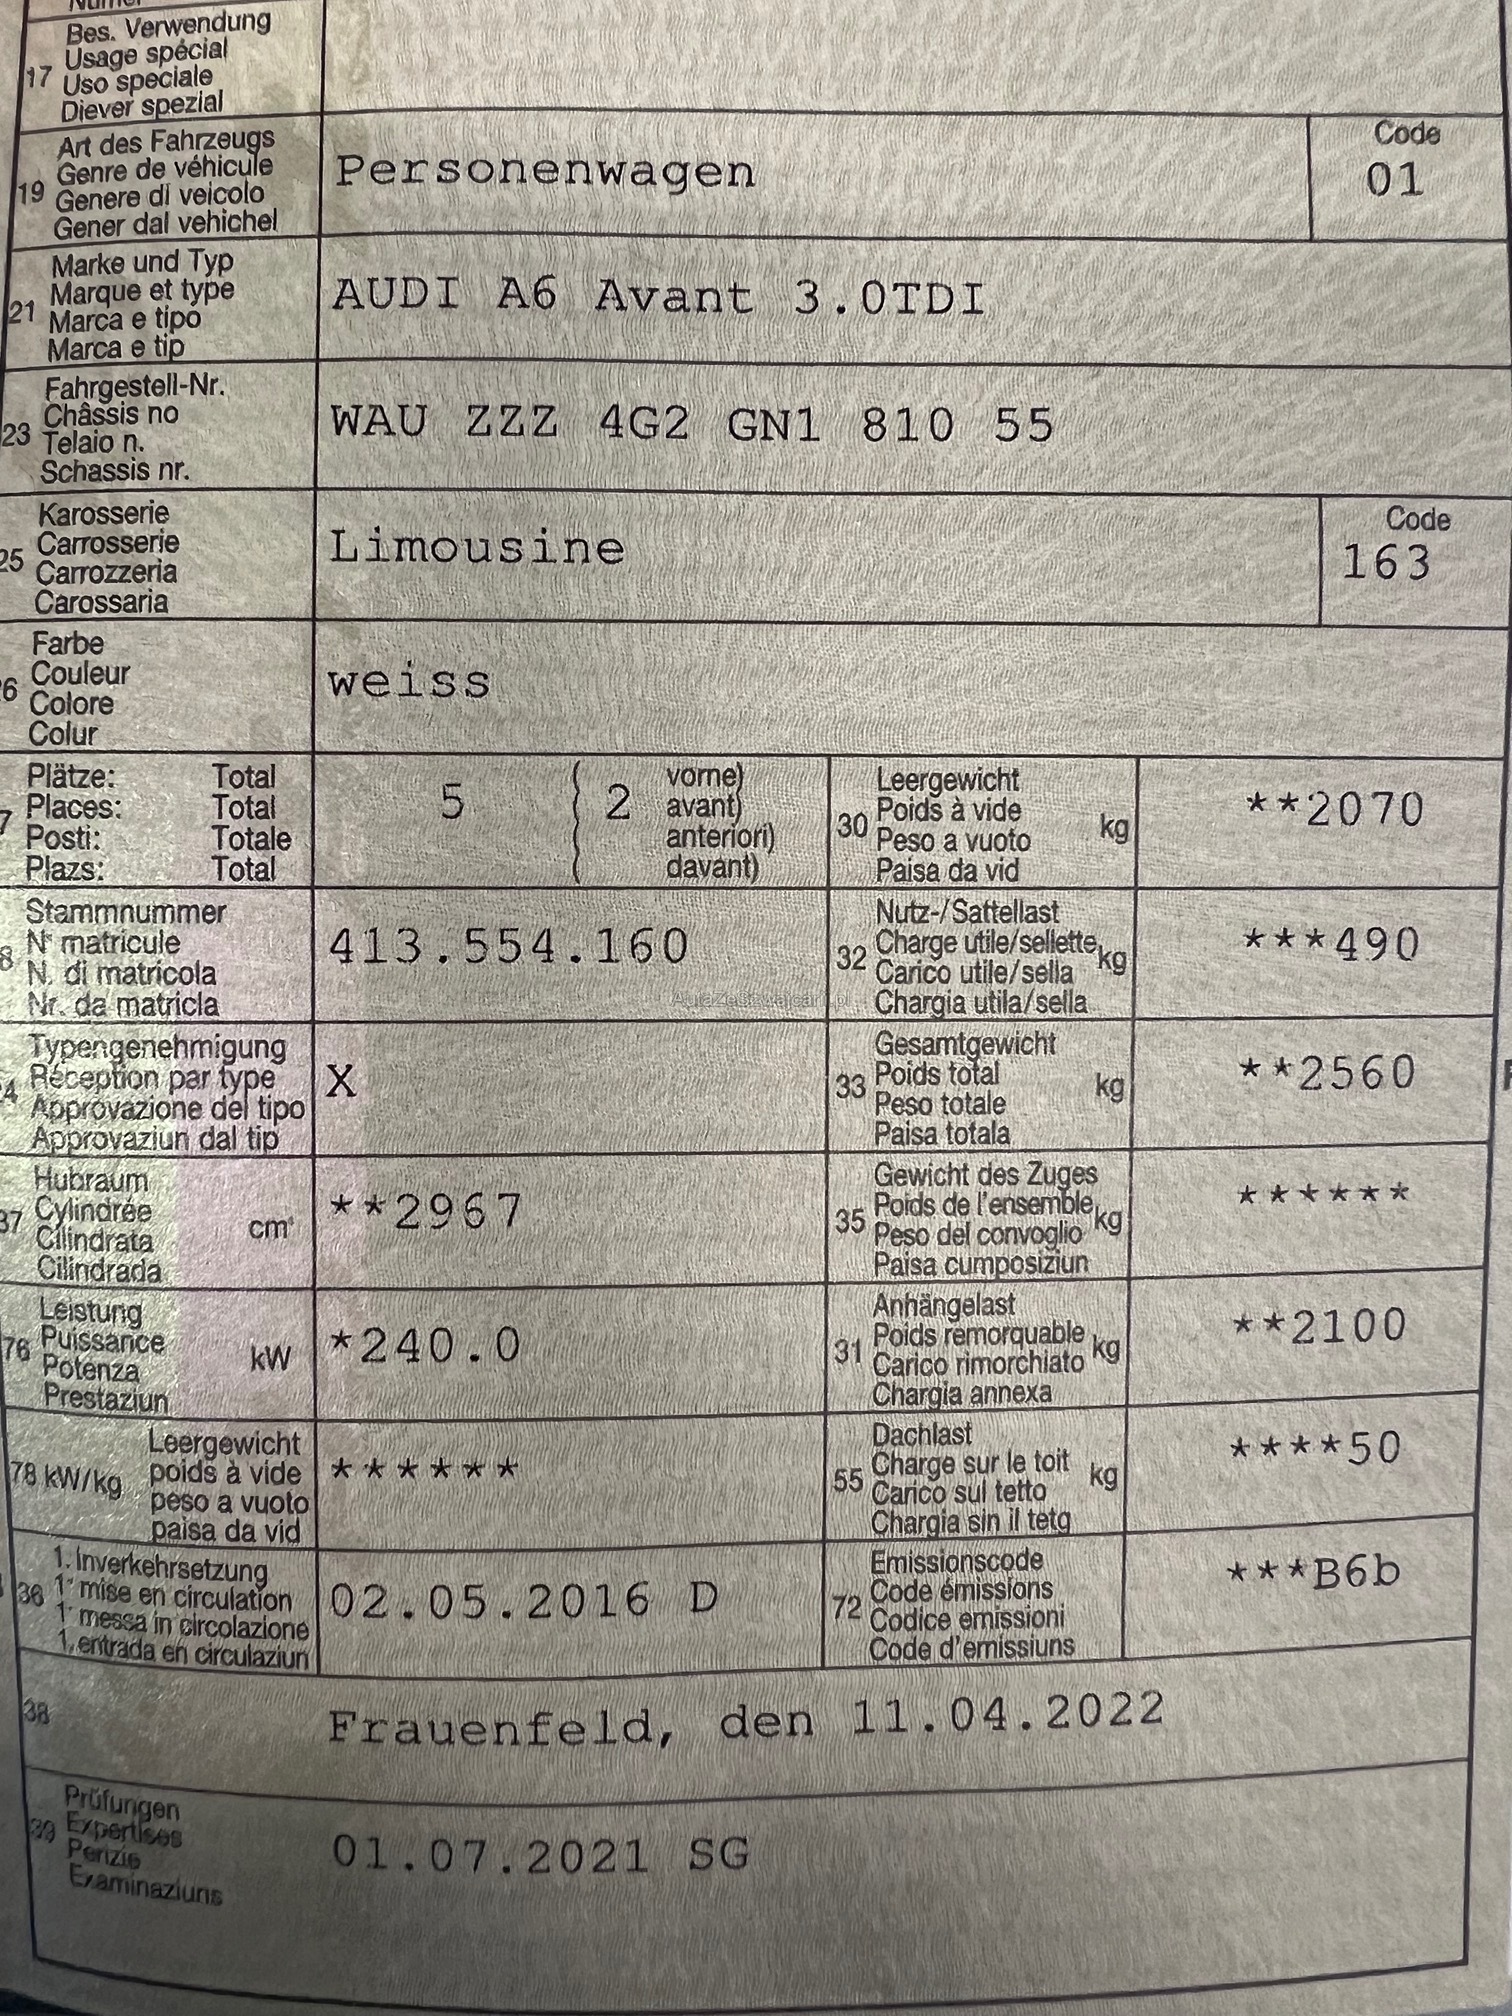 17 Bes. Verwendung
Usage spécial
Uso speciale
Diever spezial
19 Art des Fahrzeugs
Genre de véhicule
Genere di veicolo
Gener dal vehichel
Personenwagen
Code
01
21 Marke und Typ
Marque et type
Marca e tipo
Marca e tip
AUDI A6 Avant 3.0TDI
23 Fahrgestell-Nr.
Châssis no
Telaio n.
Schassis nr.
WAU ZZZ 4G2 GN1 810 55
25 Karosserie
Carrosserie
Carrozzeria
Carossaria
Limousine
Code
163
6 Farbe
Couleur
Colore
Colur
weiss
7 Plätze: Total
Places: Total
Posti: Totale
Plazs: Total
5 ( 2 vorne)
avant)
anteriori)
davant)
30 Leergewicht
Poids à vide
Peso a vuoto
Paisa da vid
kg
**2070
8 Stammnummer
N° matricule
N. di matricola
Nr. da matricla
413.554.160
32 Nutz-/Sattellast
Charge utile/sellette
Carico utile/sella
Chargia utila/sella
kg
***490
4 Typengenehmigung
Réception par type
Approvazione del tipo
Approvaziun dal tip
X
33 Gesamtgewicht
Poids total
Peso totale
Paisa totala
kg
**2560
37 Hubraum
Cylindrée
Cilindrata
Cilindrada
cm³
**2967
35 Gewicht des Zuges
Poids de l'ensemble
Peso del convoglio
Paisa cumposiziun
kg
******
76 Leistung
Puissance
Potenza
Prestaziun
kW
*240.0
31 Anhängelast
Poids remorquable
Carico rimorchiato
Chargia annexa
kg
**2100
78 kW/kg Leergewicht
poids à vide
peso a vuoto
paisa da vid
******
55 Dachlast
Charge sur le toit
Carico sul tetto
Chargia sin il tetg
kg
****50
36 1. Inverkehrsetzung
1° mise en circulation
1° messa in circolazione
1. entrada en circulaziun
02.05.2016 D
72 Emissionscode
Code émissions
Codice emissioni
Code d'emissiuns
***B6b
38 Frauenfeld, den 11.04.2022
39 Prüfungen
Expertises
Perizie
Examinaziuns
01.07.2021 SG